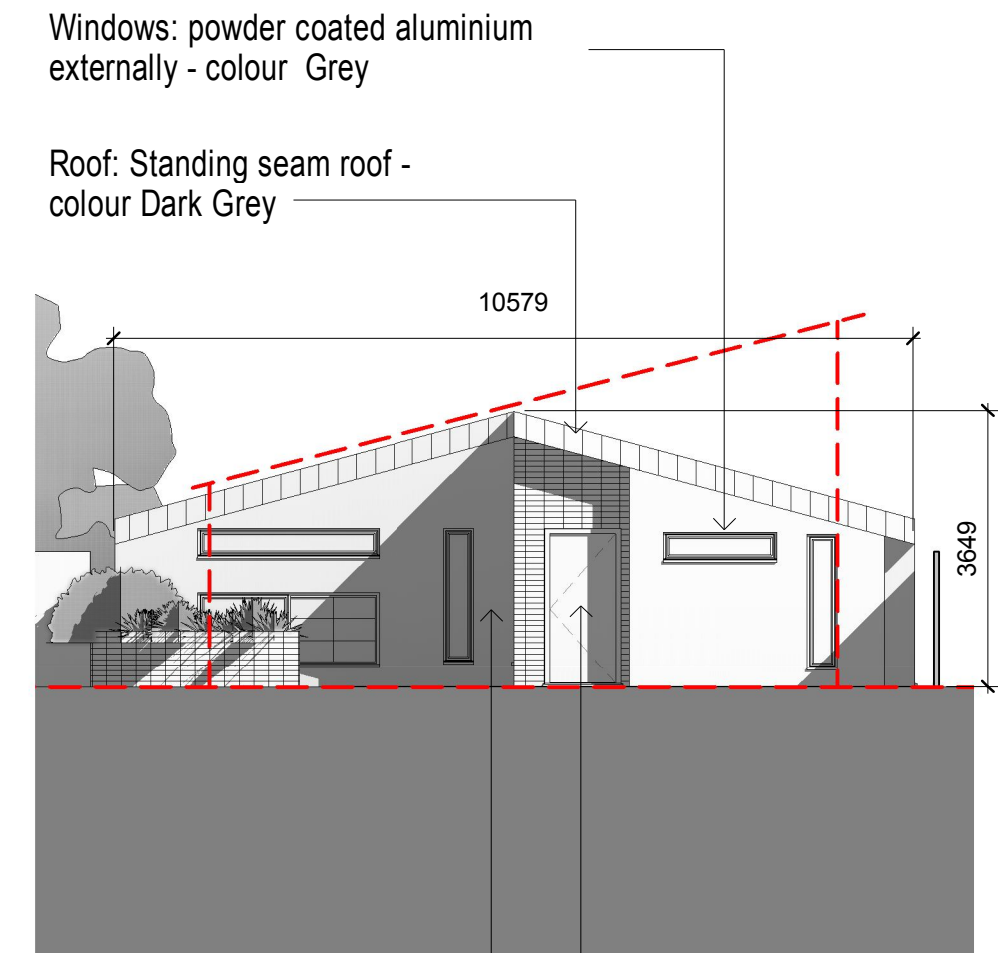 Windows: powder coated aluminium
externally - colour Grey
Roof: Standing seam roof -
colour Dark Grey
10579
3649